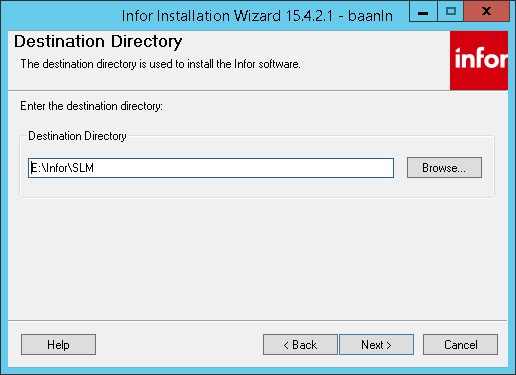 Infor Installation Wizard 15.4.2.1 - baanIn
Destination Directory
The destination directory is used to install the Infor software.
infor
Enter the destination directory:
Destination Directory
E:\Infor\SLM
Browse...
Help
< Back
Next >
Cancel